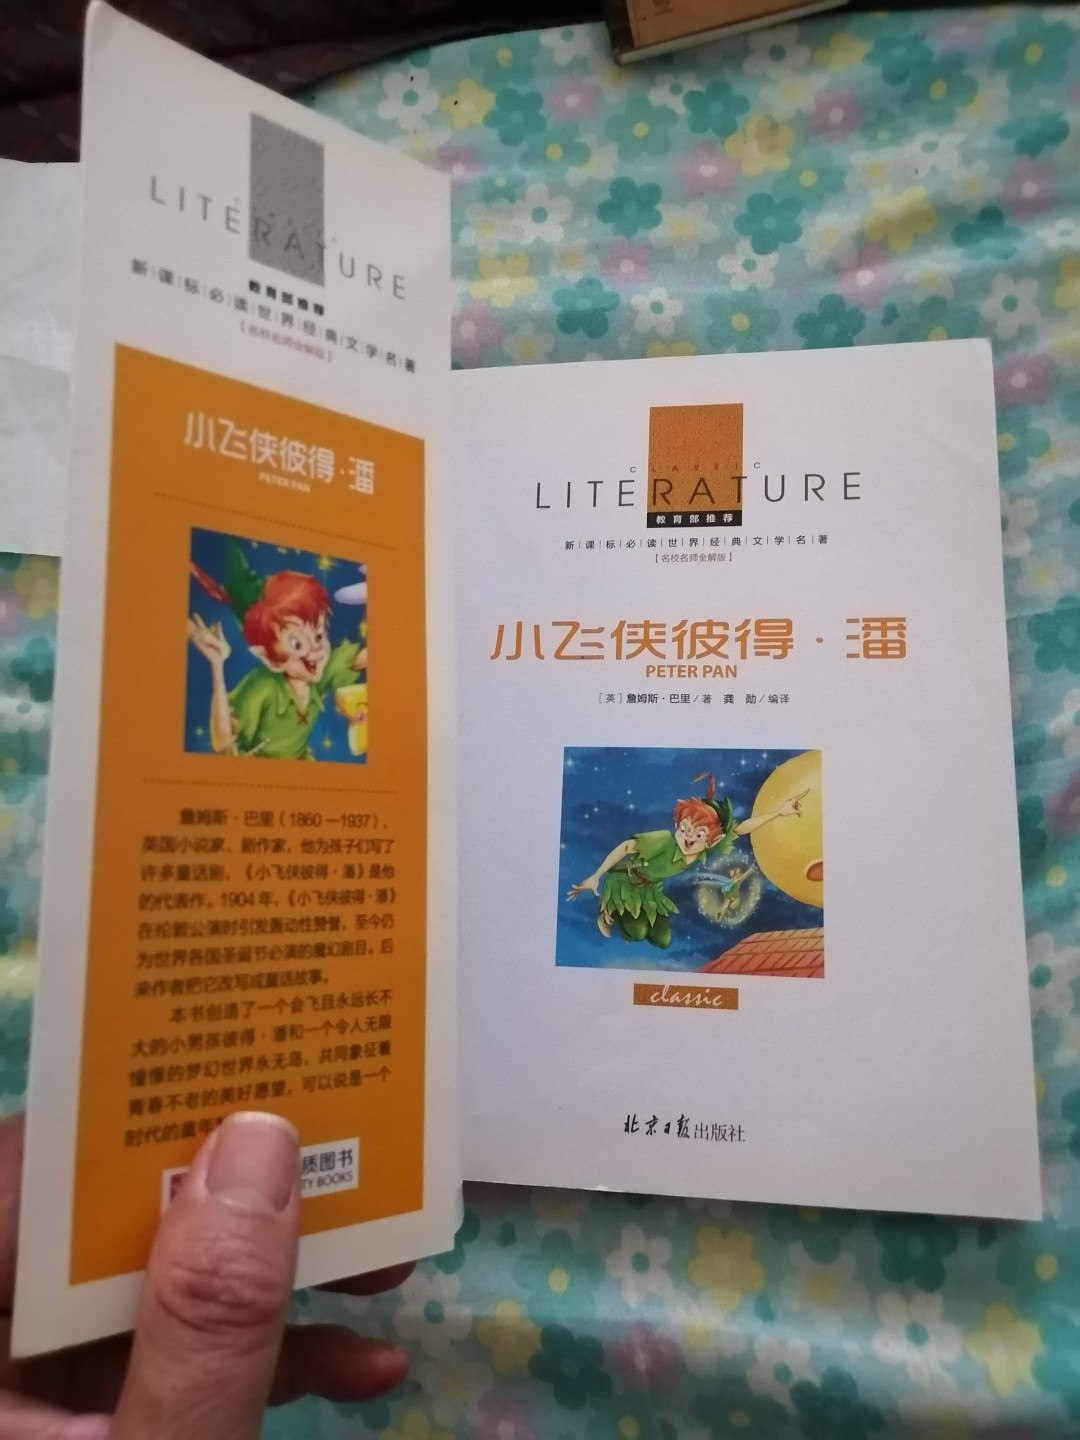 CLASSIC
LITERATURE
教育部推荐
新课标必读世界经典文学名著
【名校名师全解版】
小飞侠彼得·潘
PETER PAN
詹姆斯·巴里（1860—1937），
英国小说家、剧作家，他为孩子们写了
许多童话剧，《小飞侠彼得·潘》是他
的代表作。1904年，《小飞侠彼得·潘》
在伦敦公演时引发轰动性赞誉，至今仍
为世界各国圣诞节必演的魔幻剧目。后
来作者把它改写成童话故事。
本书创造了一个会飞且永远长不
大的小男孩彼得·潘和一个令人无限
憧憬的梦幻世界永无岛，共同象征着
青春不老的美好愿望，可以说是一个
时代的童年
质图书
TY BOOKS
CLASSIC
LITERATURE
教育部推荐
新|课|标|必|读|世|界|经|典|文|学|名|著
【名校名师全解版】
小飞侠彼得·潘
PETER PAN
［英］詹姆斯·巴里／著 龚 勋／编译
classic
北京日报出版社